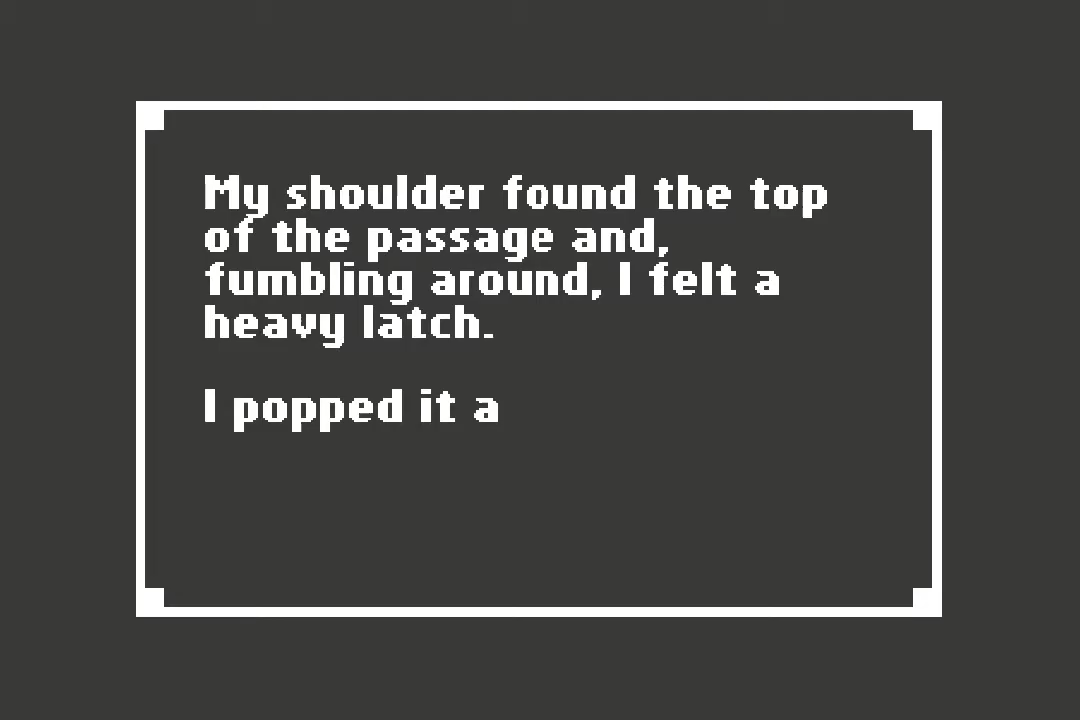 My shoulder found the top
of the passage and,
fumbling around, I felt a
heavy latch.
I popped it a